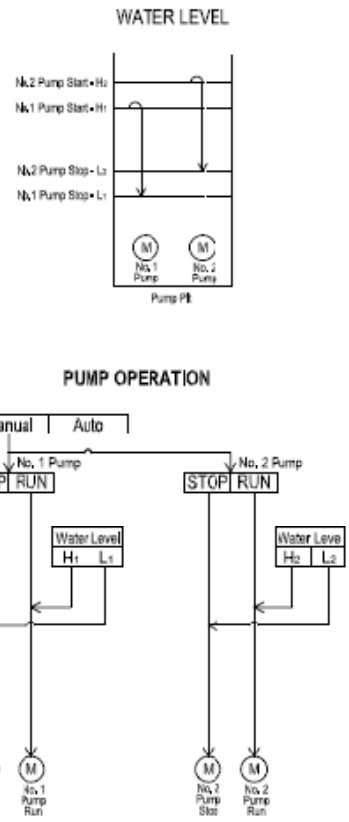 WATER LEVEL
No.2 Pump Start - H₂
No.1 Pump Start - H₁
No.2 Pump Stop - L₂
No.1 Pump Stop - L₁
M M
No. 1 No. 2
Pump Pump
Pump Pit
PUMP OPERATION
anual Auto
No. 1 Pump No. 2 Pump
P RUN STOP RUN
Water Level Water Leve
H₁ L₁ H₂ L₂
M M M
No. 1 No. 2 No. 2
Pump Pump Pump
Run Stop Run